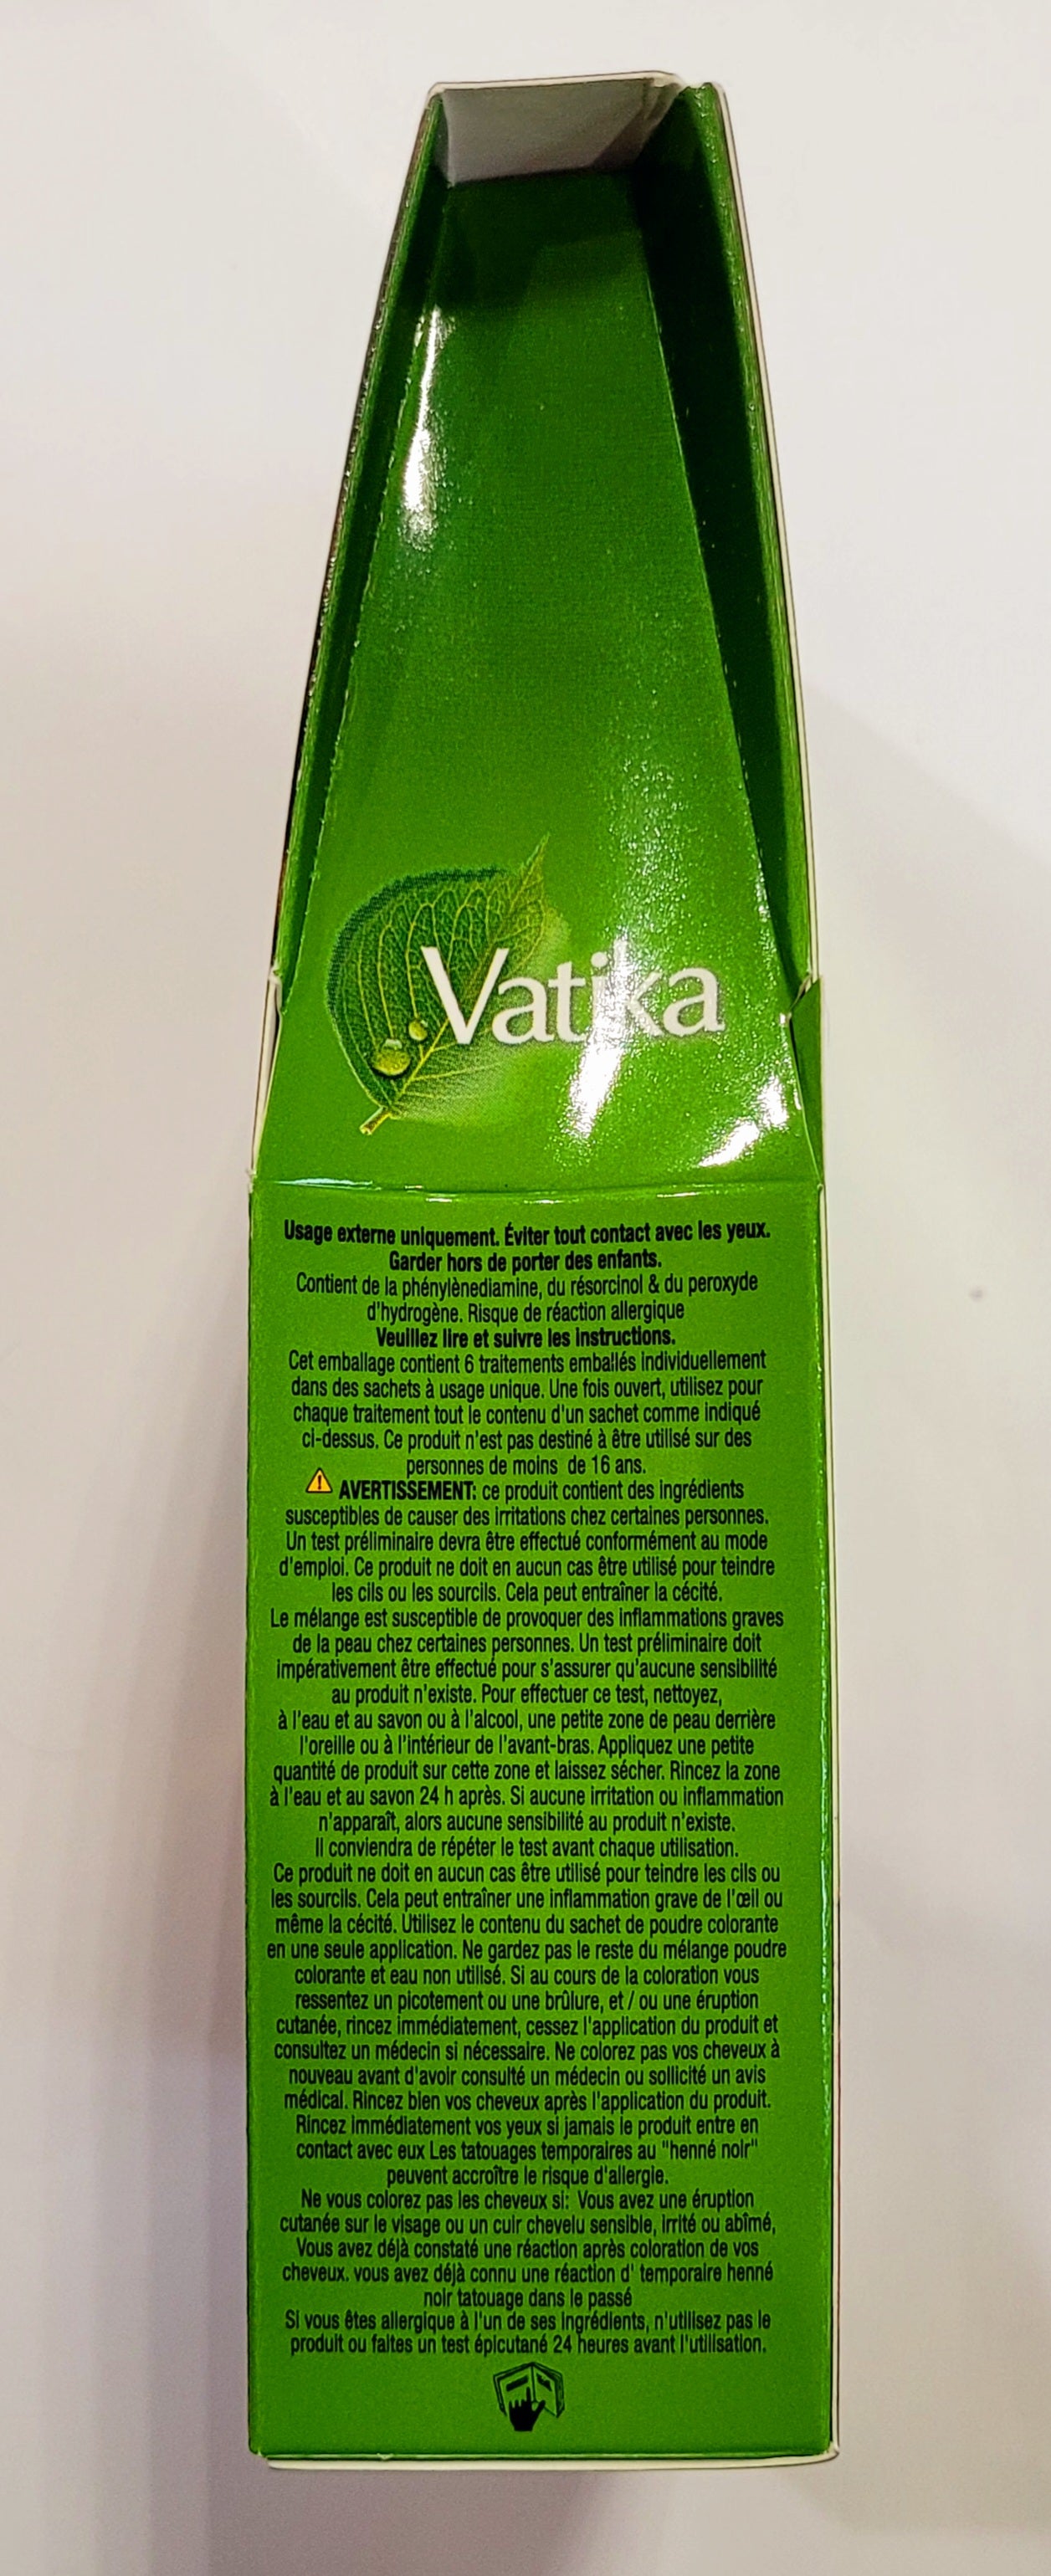 Vatika
Usage externe uniquement. Éviter tout contact avec les yeux.
Garder hors de porter des enfants.
Contient de la phénylènediamine, du résorcinol & du peroxyde
d'hydrogène. Risque de réaction allergique
Veuillez lire et suivre les instructions.
Cet emballage contient 6 traitements emballés individuellement
dans des sachets à usage unique. Une fois ouvert, utilisez pour
chaque traitement tout le contenu d'un sachet comme indiqué
ci-dessus. Ce produit n'est pas destiné à être utilisé sur des
personnes de moins de 16 ans.
AVERTISSEMENT: ce produit contient des ingrédients
susceptibles de causer des irritations chez certaines personnes.
Un test préliminaire devra être effectué conformément au mode
d'emploi. Ce produit ne doit en aucun cas être utilisé pour teindre
les cils ou les sourcils. Cela peut entraîner la cécité.
Le mélange est susceptible de provoquer des inflammations graves
de la peau chez certaines personnes. Un test préliminaire doit
impérativement être effectué pour s'assurer qu'aucune sensibilité
au produit n'existe. Pour effectuer ce test, nettoyez,
à l'eau et au savon ou à l'alcool, une petite zone de peau derrière
l'oreille ou à l'intérieur de l'avant-bras. Appliquez une petite
quantité de produit sur cette zone et laissez sécher. Rincez la zone
à l'eau et au savon 24 h après. Si aucune irritation ou inflammation
n'apparaît, alors aucune sensibilité au produit n'existe.
Il conviendra de répéter le test avant chaque utilisation.
Ce produit ne doit en aucun cas être utilisé pour teindre les cils ou
les sourcils. Cela peut entraîner une inflammation grave de l'œil ou
même la cécité. Utilisez le contenu du sachet de poudre colorante
en une seule application. Ne gardez pas le reste du mélange poudre
colorante et eau non utilisé. Si au cours de la coloration vous
ressentez un picotement ou une brûlure, et / ou une éruption
cutanée, rincez immédiatement, cessez l'application du produit et
consultez un médecin si nécessaire. Ne colorez pas vos cheveux à
nouveau avant d'avoir consulté un médecin ou sollicité un avis
médical. Rincez bien vos cheveux après l'application du produit.
Rincez immédiatement vos yeux si jamais le produit entre en
contact avec eux Les tatouages temporaires au "henné noir"
peuvent accroître le risque d'allergie.
Ne vous colorez pas les cheveux si: Vous avez une éruption
cutanée sur le visage ou un cuir chevelu sensible, irrité ou abîmé,
Vous avez déjà constaté une réaction après coloration de vos
cheveux. vous avez déjà connu une réaction d' temporaire henné
noir tatouage dans le passé
Si vous êtes allergique à l'un de ses ingrédients, n'utilisez pas le
produit ou faites un test épicutané 24 heures avant l'utilisation.